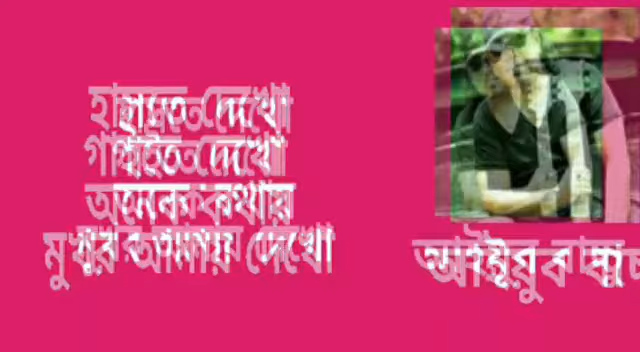 হাসতে দেখো
গাইতে দেখো
অনেক কথায়
মুখর আমায় দেখো
আইয়ুব বাচ্চু